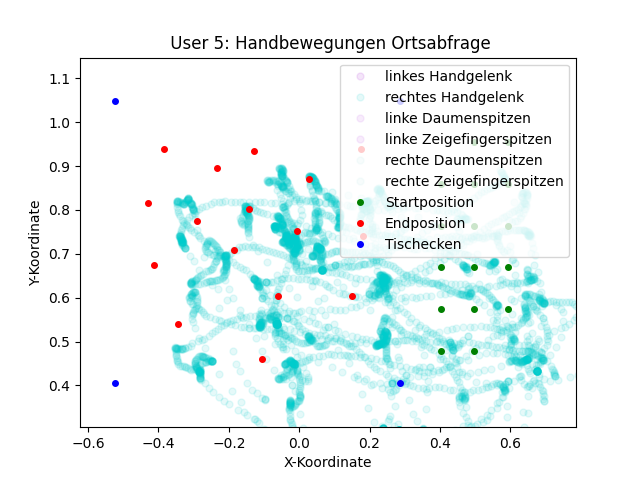 User 5: Handbewegungen Ortsabfrage
1.1
1.0
0.9
0.8
0.7
0.6
0.5
0.4
Y-Koordinate
linkes Handgelenk
rechtes Handgelenk
linke Daumenspitzen
linke Zeigefingerspitzen
rechte Daumenspitzen
rechte Zeigefingerspitzen
Startposition
Endposition
Tischecken
−0.6 −0.4 −0.2 0.0 0.2 0.4 0.6
X-Koordinate